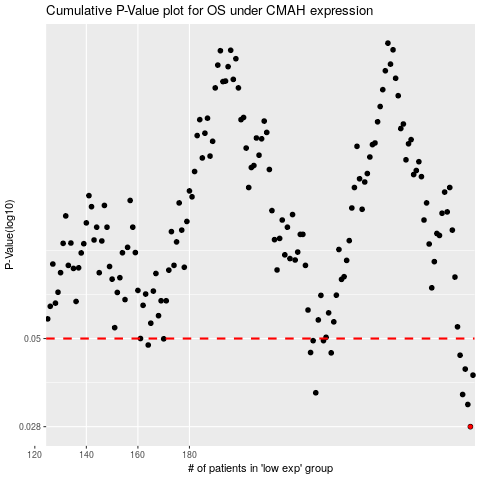 Cumulative P-Value plot for OS under CMAH expression
P-Value(log10)
0.05
0.028
120 140 160 180
# of patients in 'low exp' group